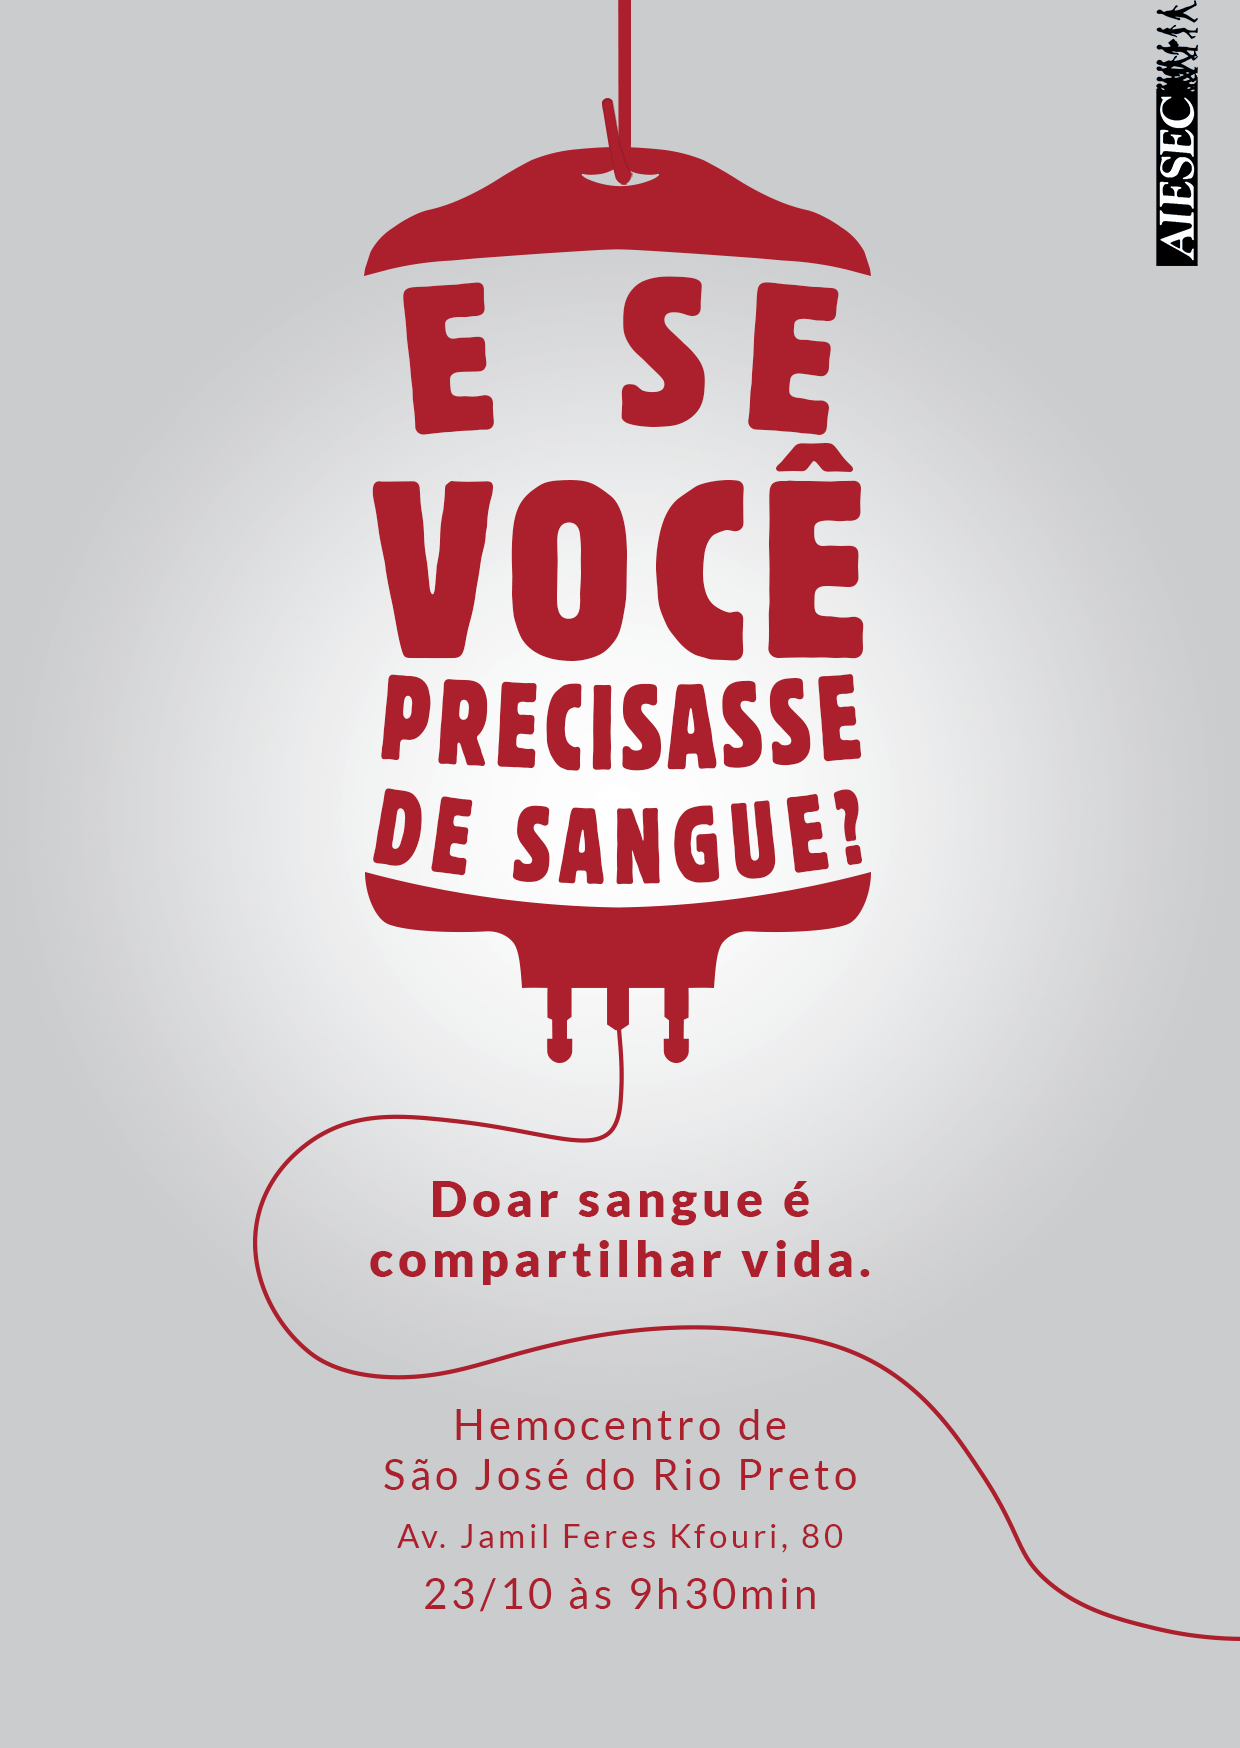 AIESEC
E SE
VOCÊ
PRECISASSE
DE SANGUE?
Doar sangue é
compartilhar vida.
Hemocentro de
São José do Rio Preto
Av. Jamil Feres Kfouri, 80
23/10 às 9h30min